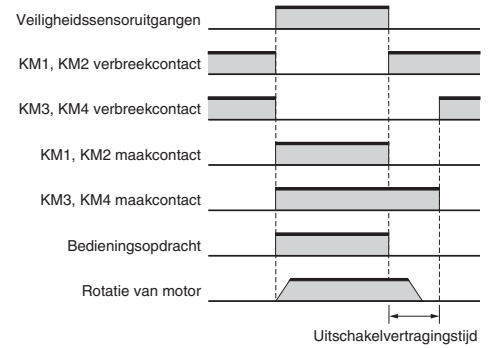 Veiligheidssensoruitgangen
KM1, KM2 verbreekcontact
KM3, KM4 verbreekcontact
KM1, KM2 maakcontact
KM3, KM4 maakcontact
Bedieningsopdracht
Rotatie van motor
Uitschakelvertragingstijd